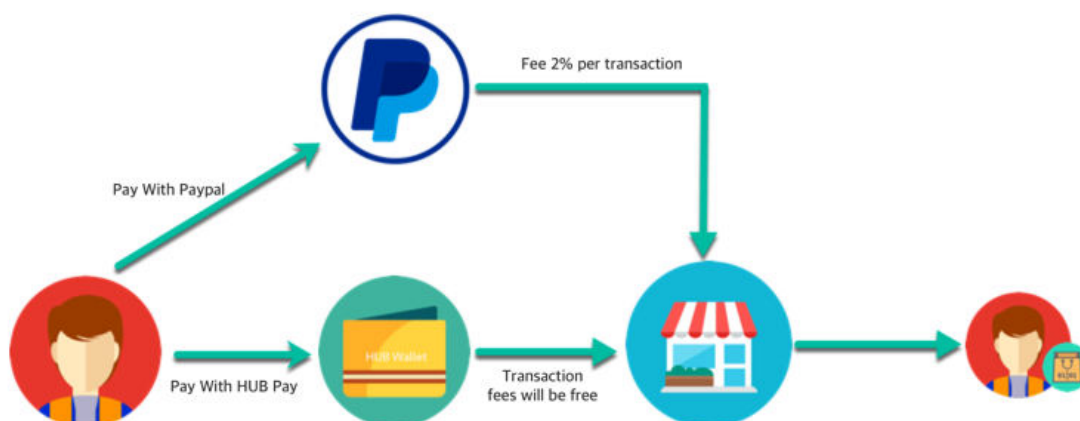 Fee 2% per transaction
Pay With Paypal
HUB Wallet
Pay With HUB Pay
Transaction
fees will be free